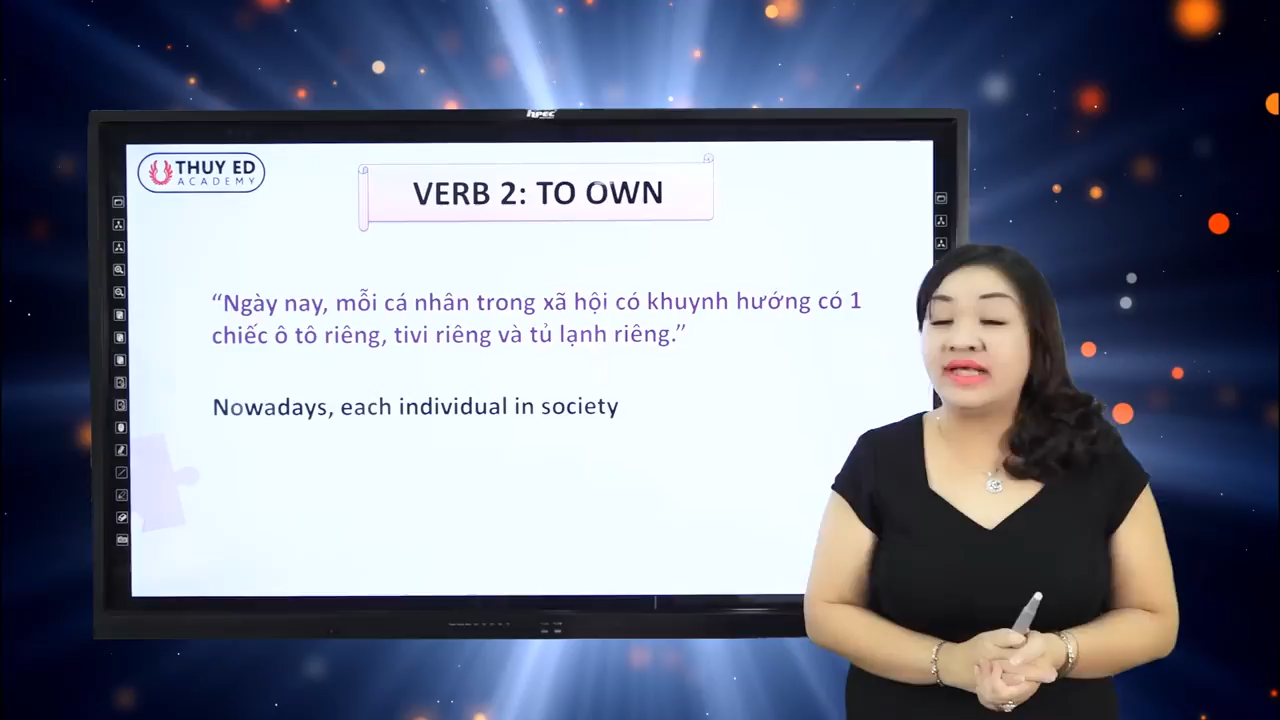 hPEC
THUY ED
ACADEMY
VERB 2: TO OWN
“Ngày nay, mỗi cá nhân trong xã hội có khuynh hướng có 1
chiếc ô tô riêng, tivi riêng và tủ lạnh riêng.”
Nowadays, each individual in society